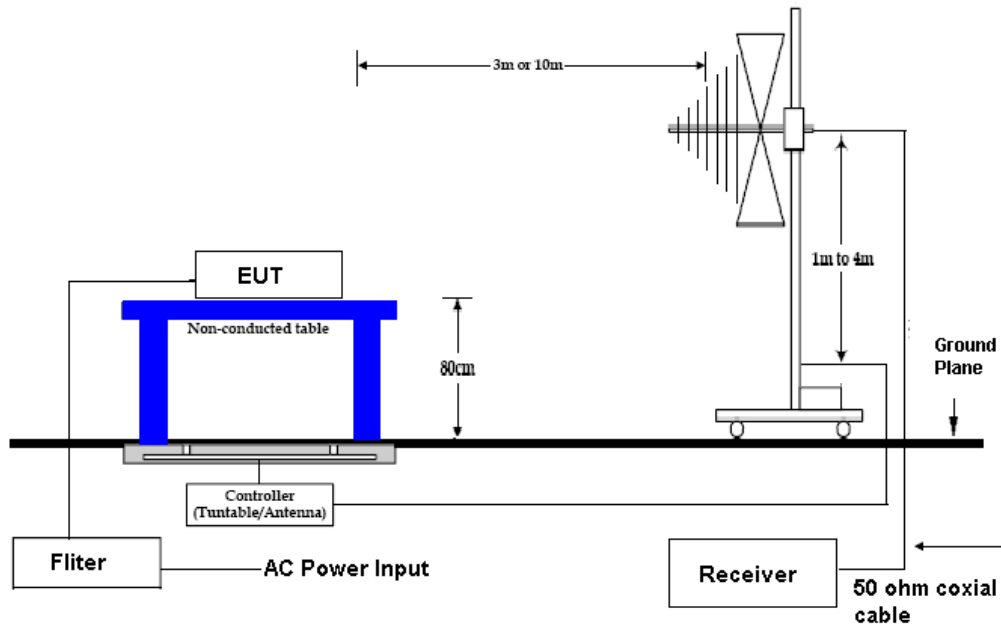 3m or 10m
1m to 4m
EUT
Non-conducted table
80cm
Ground
Plane
Controller
(Tuntable/Antenna)
Fliter
AC Power Input
Receiver
50 ohm coxial
cable